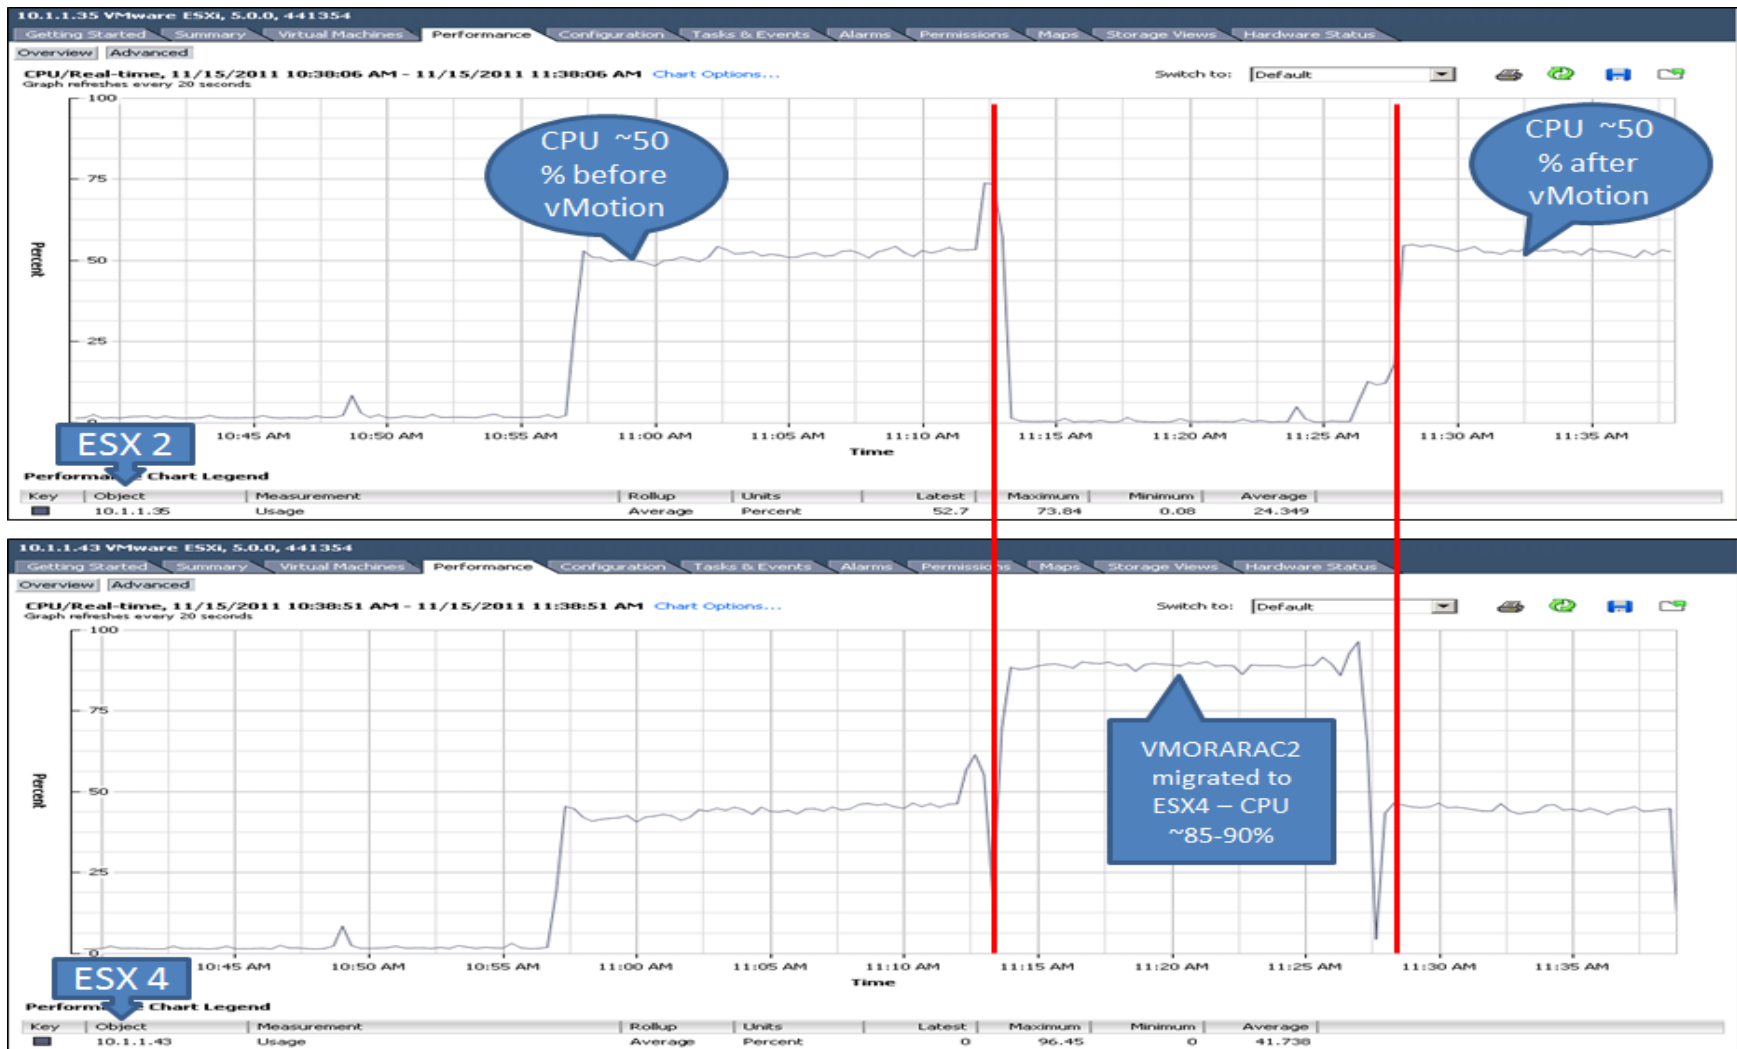 10.1.1.35 VMware ESXi, 5.0.0, 441354
Getting Started Summary Virtual Machines Performance Configuration Tasks & Events Alarms Permissions Maps Storage Views Hardware Status
Overview Advanced
CPU/Real-time, 11/15/2011 10:38:06 AM - 11/15/2011 11:38:06 AM Chart Options... Switch to: Default
Graph refreshes every 20 seconds
100
CPU ~50
% before
vMotion
CPU ~50
% after
vMotion
75
Percent
50
25
0
10:45 AM 10:50 AM 10:55 AM 11:00 AM 11:05 AM 11:10 AM 11:15 AM 11:20 AM 11:25 AM 11:30 AM 11:35 AM
ESX 2
Time
Performance Chart Legend
Key Object Measurement Rollup Units Latest Maximum Minimum Average
10.1.1.35 Usage Average Percent 52.7 73.84 0.08 24.349
10.1.1.43 VMware ESXi, 5.0.0, 441354
Getting Started Summary Virtual Machines Performance Configuration Tasks & Events Alarms Permissions Maps Storage Views Hardware Status
Overview Advanced
CPU/Real-time, 11/15/2011 10:38:51 AM - 11/15/2011 11:38:51 AM Chart Options... Switch to: Default
Graph refreshes every 20 seconds
100
75
VMORARAC2
migrated to
ESX4 – CPU
~85-90%
Percent
50
25
0
10:45 AM 10:50 AM 10:55 AM 11:00 AM 11:05 AM 11:10 AM 11:15 AM 11:20 AM 11:25 AM 11:30 AM 11:35 AM
ESX 4
Time
Performance Chart Legend
Key Object Measurement Rollup Units Latest Maximum Minimum Average
10.1.1.43 Usage Average Percent 0 96.45 0 41.738